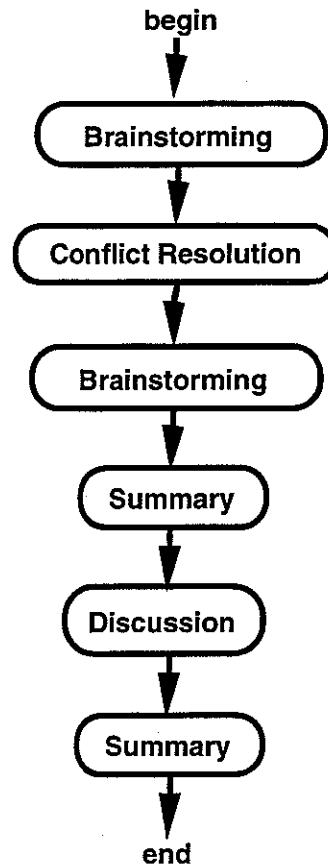 begin
Brainstorming
Conflict Resolution
Brainstorming
Summary
Discussion
Summary
end